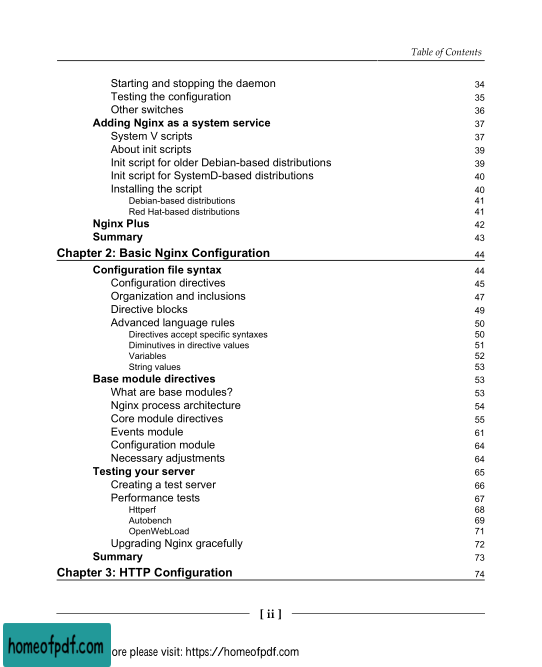 Table of Contents
Starting and stopping the daemon 34
Testing the configuration 35
Other switches 36
Adding Nginx as a system service 37
System V scripts 37
About init scripts 39
Init script for older Debian-based distributions 39
Init script for SystemD-based distributions 40
Installing the script 40
Debian-based distributions 41
Red Hat-based distributions 41
Nginx Plus 42
Summary 43
Chapter 2: Basic Nginx Configuration 44
Configuration file syntax 44
Configuration directives 45
Organization and inclusions 47
Directive blocks 49
Advanced language rules 50
Directives accept specific syntaxes 50
Diminutives in directive values 51
Variables 52
String values 53
Base module directives 53
What are base modules? 53
Nginx process architecture 54
Core module directives 55
Events module 61
Configuration module 64
Necessary adjustments 64
Testing your server 65
Creating a test server 66
Performance tests 67
Httperf 68
Autobench 69
OpenWebLoad 71
Upgrading Nginx gracefully 72
Summary 73
Chapter 3: HTTP Configuration 74
[ ii ]
homeofpdf.com
ore please visit: https://homeofpdf.com